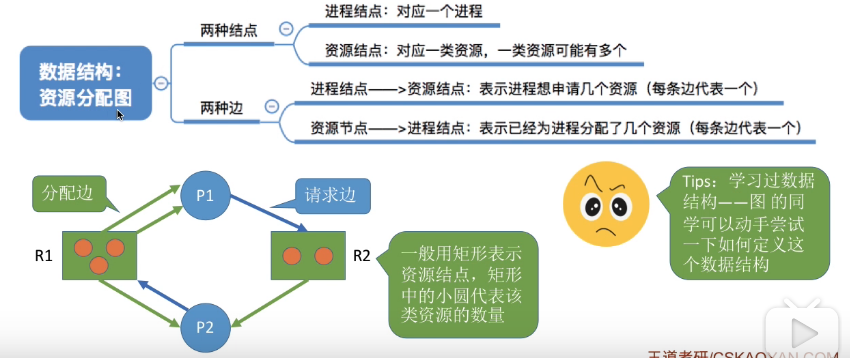 进程结点：对应一个进程
两种结点
资源结点：对应一类资源，一类资源可能有多个
数据结构：
资源分配图
进程结点——>资源结点：表示进程想申请几个资源（每条边代表一个）
两种边
资源节点——>进程结点：表示已经为进程分配了几个资源（每条边代表一个）
分配边
P1
请求边
R1
R2
一般用矩形表示
资源结点，矩形
中的小圆代表该
类资源的数量
P2
Tips：学习过数据
结构——图 的同
学可以动手尝试
一下如何定义这
个数据结构
王道考研/CSKAOYAN.COM
4